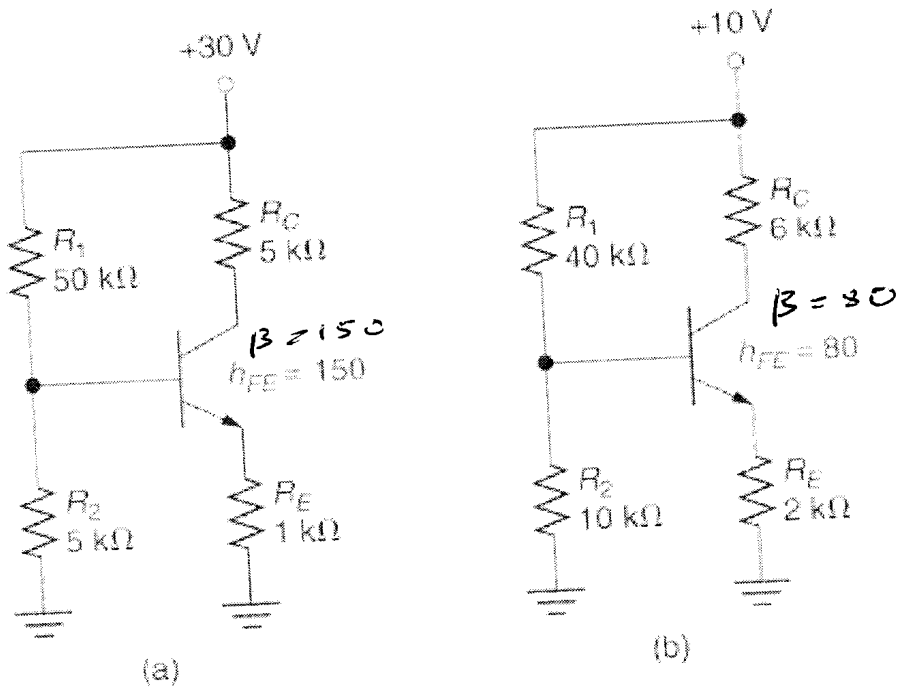 +30 V
+10 V
R1
50 kΩ
RC
5 kΩ
β = 150
hFE = 150
R2
5 kΩ
RE
1 kΩ
(a)
R1
40 kΩ
RC
6 kΩ
β = 80
hFE = 80
R2
10 kΩ
RE
2 kΩ
(b)